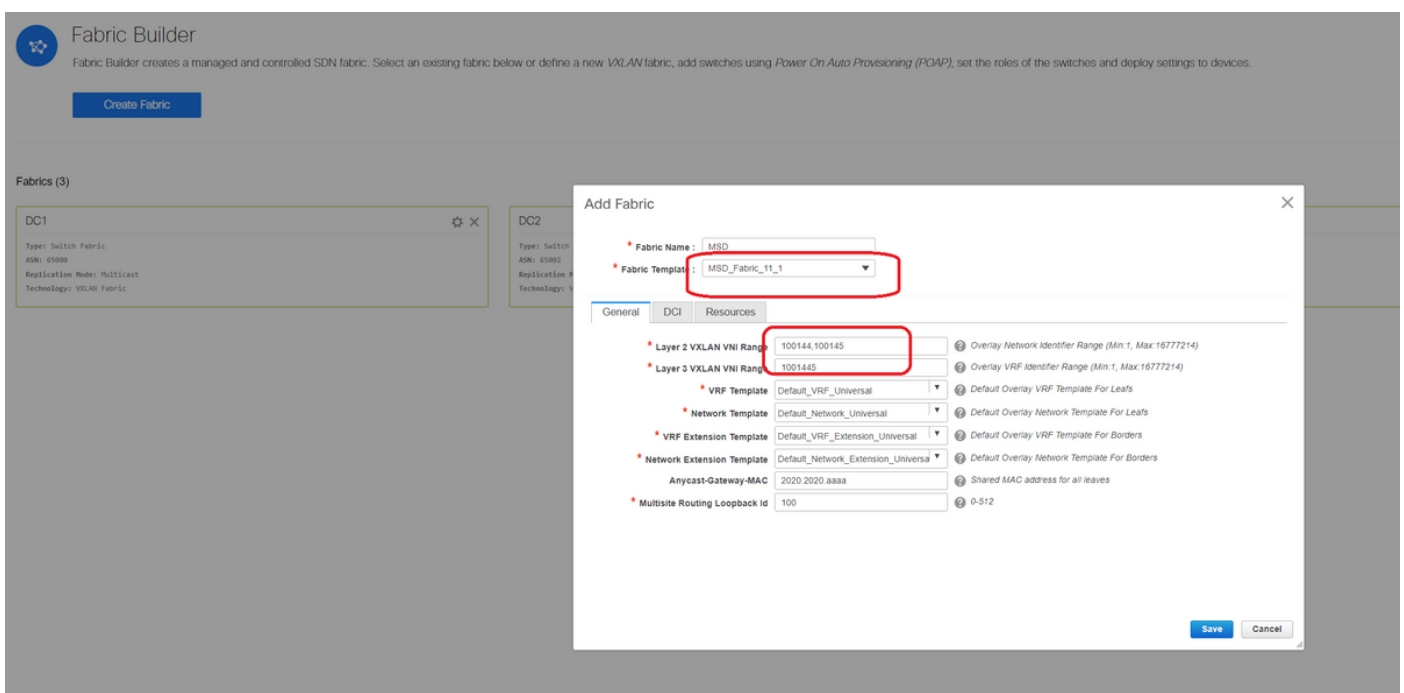 Fabric Builder
Fabric Builder creates a managed and controlled SDN fabric. Select an existing fabric below or define a new VXLAN fabric, add switches using Power On Auto Provisioning (POAP), set the roles of the switches and deploy settings to devices.
Create Fabric
Fabrics (3)
DC1
Type: Switch Fabric
ASN: 65000
Replication Mode: Multicast
Technology: VXLAN Fabric
DC2
Type: Switch
ASN: 65002
Replication
Technology:
Add Fabric
* Fabric Name : MSD
* Fabric Template : MSD_Fabric_11_1
General DCI Resources
* Layer 2 VXLAN VNI Range 100144,100145 Overlay Network Identifier Range (Min:1, Max:16777214)
* Layer 3 VXLAN VNI Range 1001445 Overlay VRF Identifier Range (Min:1, Max:16777214)
* VRF Template Default_VRF_Universal Default Overlay VRF Template For Leafs
* Network Template Default_Network_Universal Default Overlay Network Template For Leafs
* VRF Extension Template Default_VRF_Extension_Universal Default Overlay VRF Template For Borders
* Network Extension Template Default_Network_Extension_Universa Default Overlay Network Template For Borders
Anycast-Gateway-MAC 2020.2020.aaaa Shared MAC address for all leaves
* Multisite Routing Loopback Id 100 0-512
Save Cancel